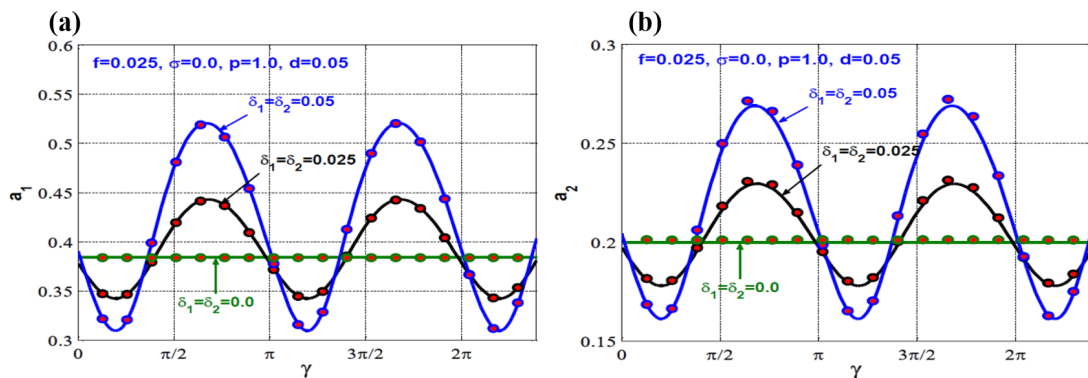 (a)
0.6
0.55
0.5
0.45
0.4
0.35
0.3
a₁
f=0.025, σ=0.0, p=1.0, d=0.05
δ₁=δ₂=0.05
δ₁=δ₂=0.025
δ₁=δ₂=0.0
0 π/2 π 3π/2 2π
γ
(b)
0.3
0.25
0.2
0.15
a₂
f=0.025, σ=0.0, p=1.0, d=0.05
δ₁=δ₂=0.05
δ₁=δ₂=0.025
δ₁=δ₂=0.0
0 π/2 π 3π/2 2π
γ